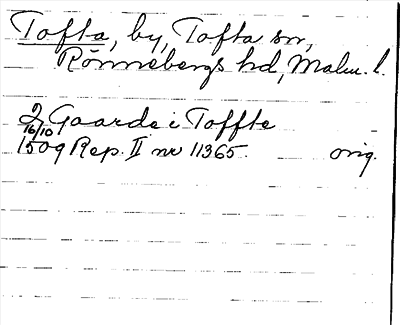 Tofta, by, Tofta sn,
Rönnebergs hd, Malm. l.
2 Gaarde i Toffte
16/10
1509 Rep. II nr 11365. orig.